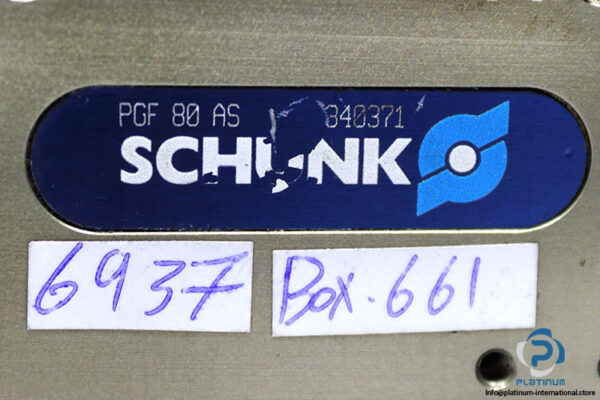 PGF 80 AS 340371
SCHUNK
6937
Box.661
PLATINUM
info@platinum-international.store